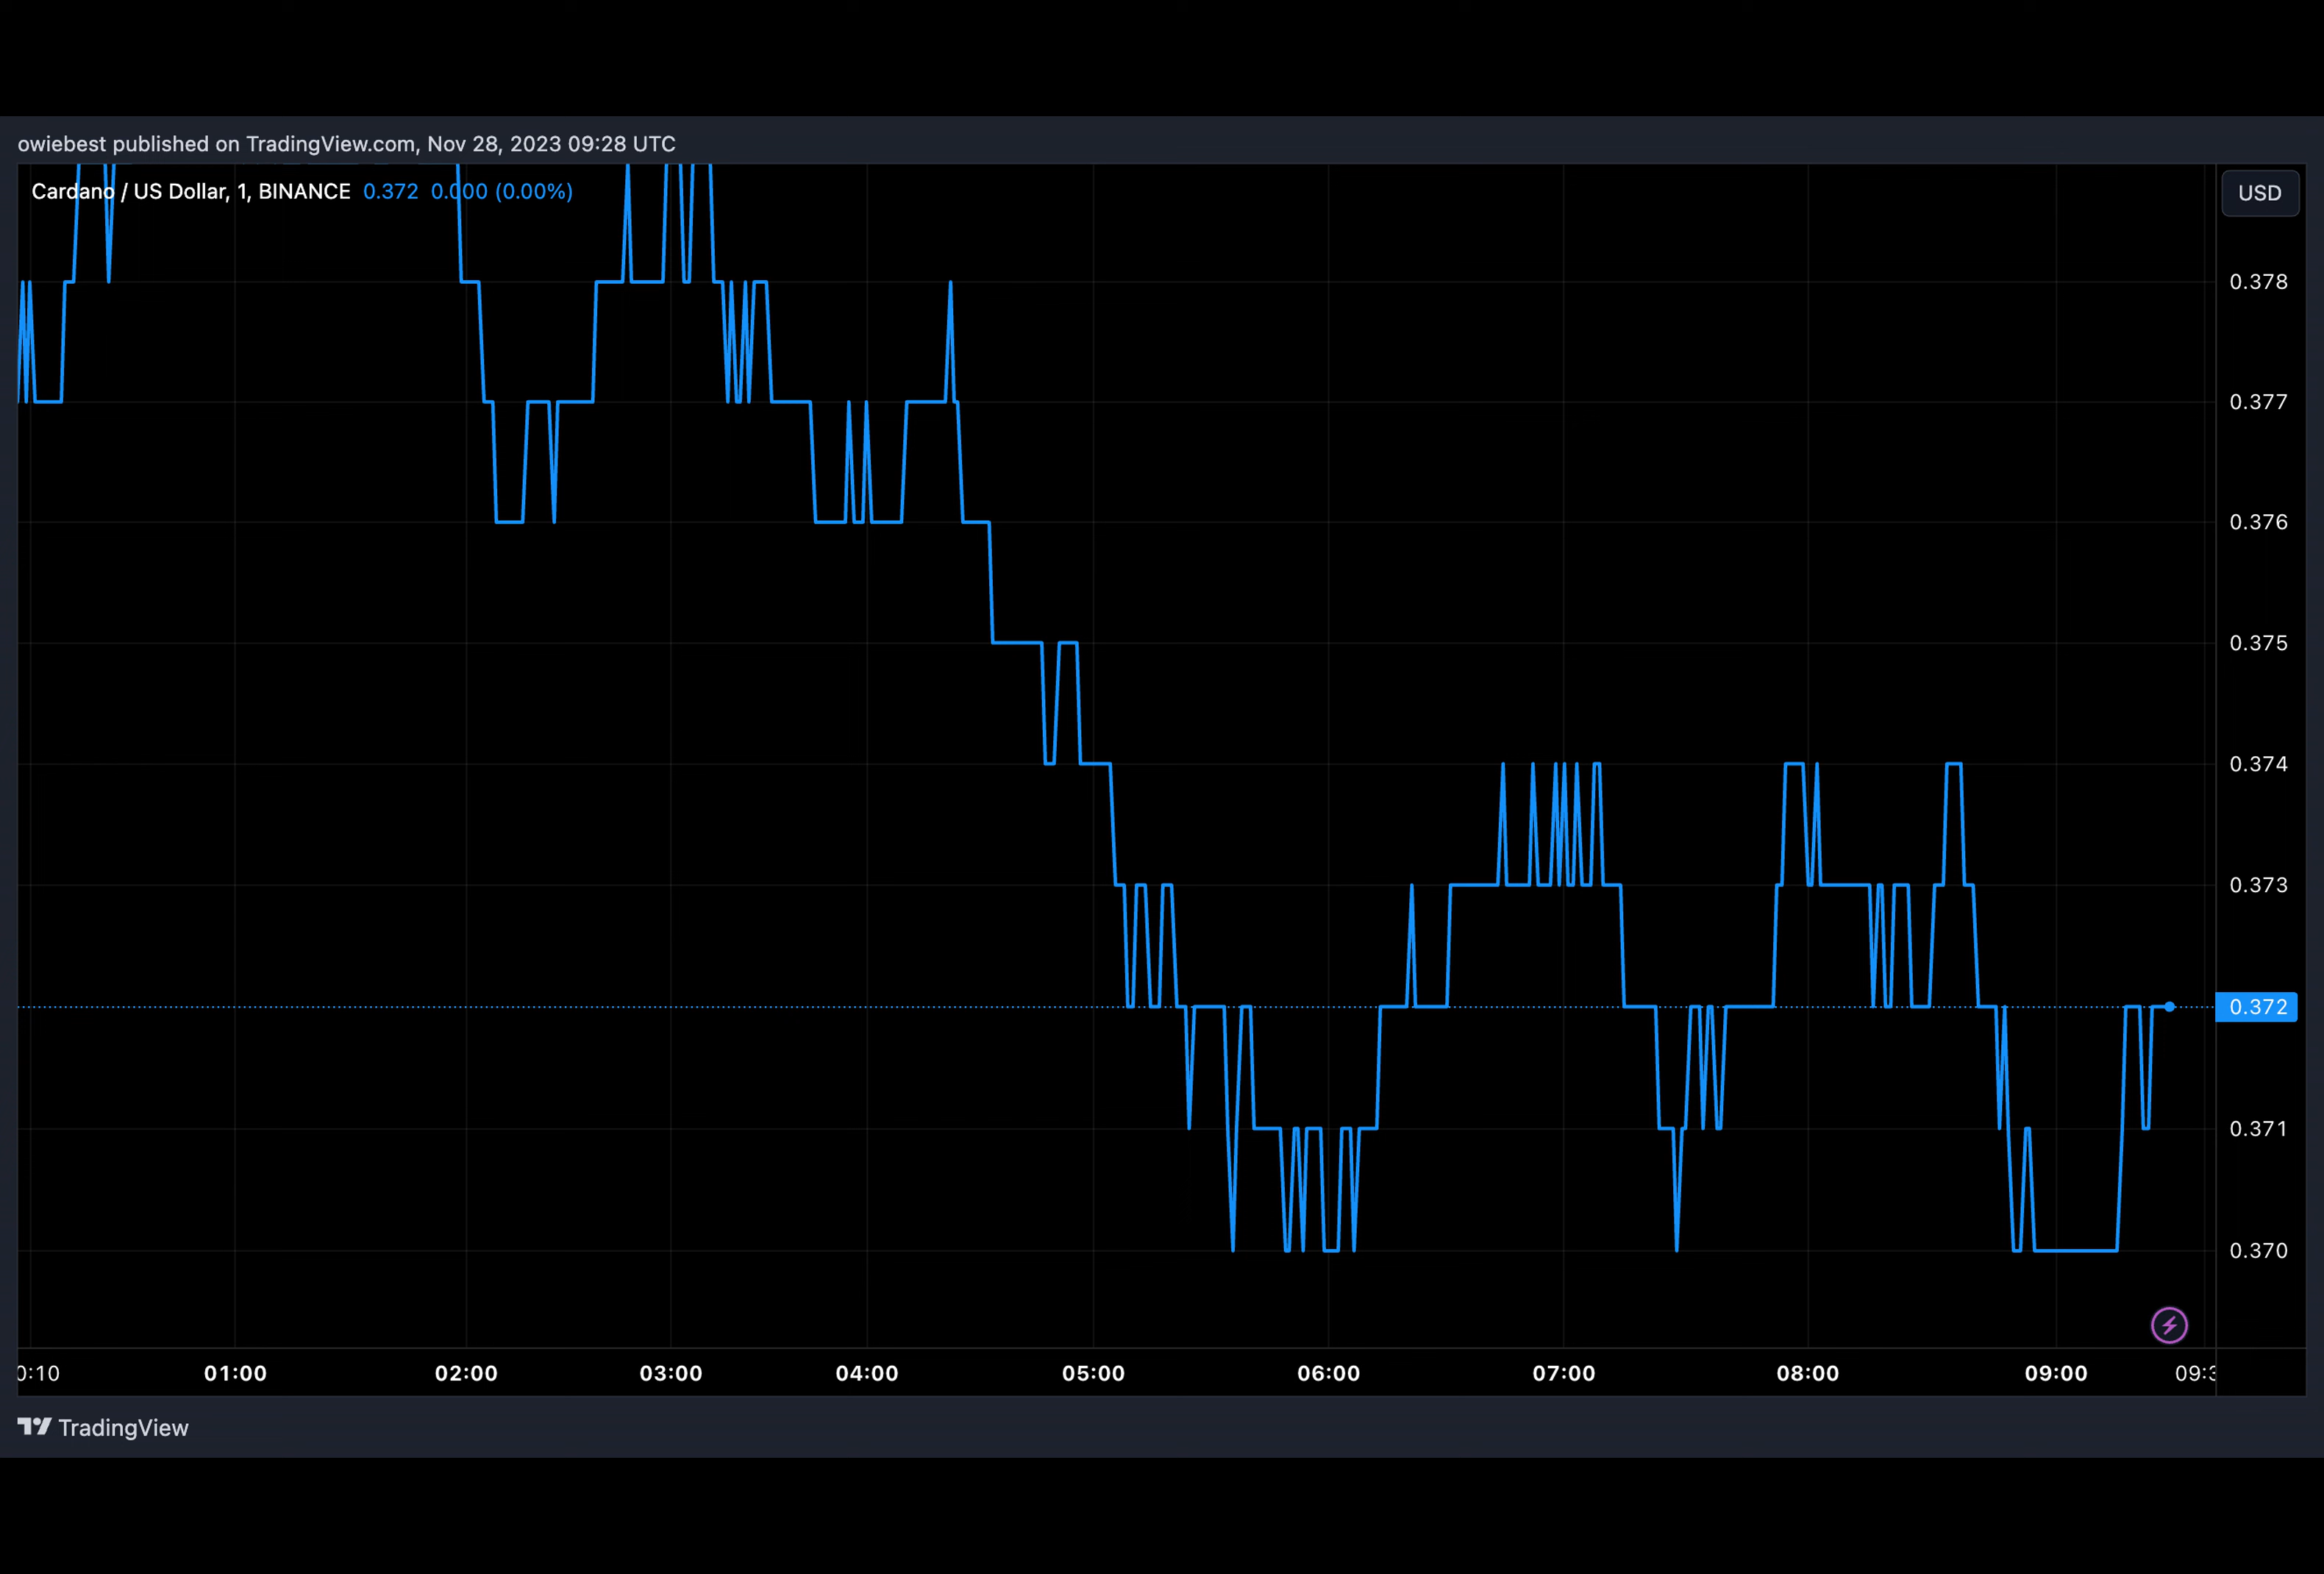 owiebest published on TradingView.com, Nov 28, 2023 09:28 UTC
Cardano / US Dollar, 1, BINANCE 0.372 0.000 (0.00%)
USD
0.378
0.377
0.376
0.375
0.374
0.373
0.372
0.371
0.370
0:10 01:00 02:00 03:00 04:00 05:00 06:00 07:00 08:00 09:00
TradingView